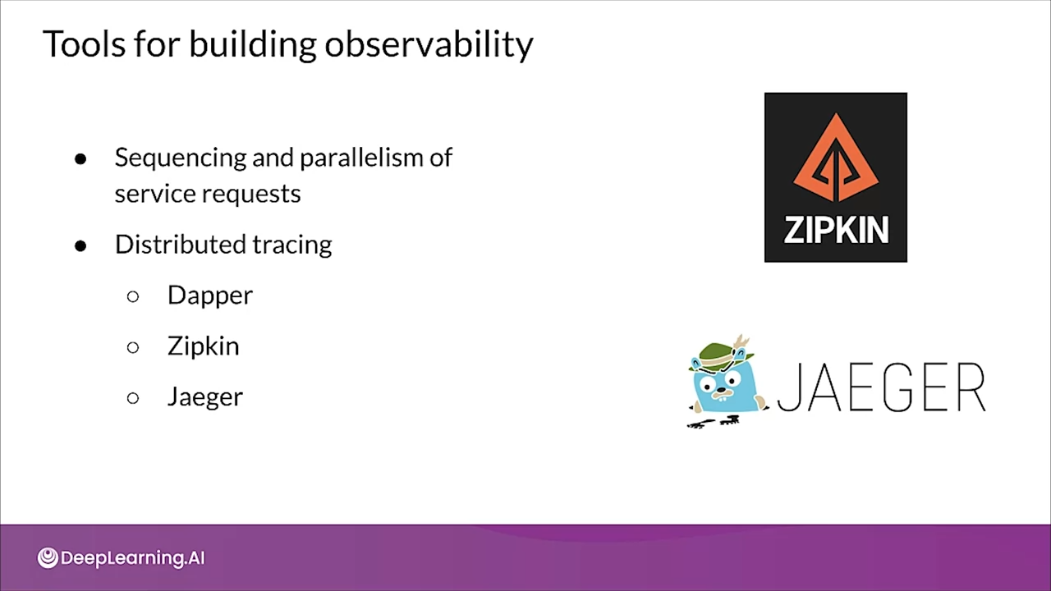 Tools for building observability
● Sequencing and parallelism of
service requests
● Distributed tracing
○ Dapper
○ Zipkin
○ Jaeger
ZIPKIN
JAEGER
DeepLearning.AI